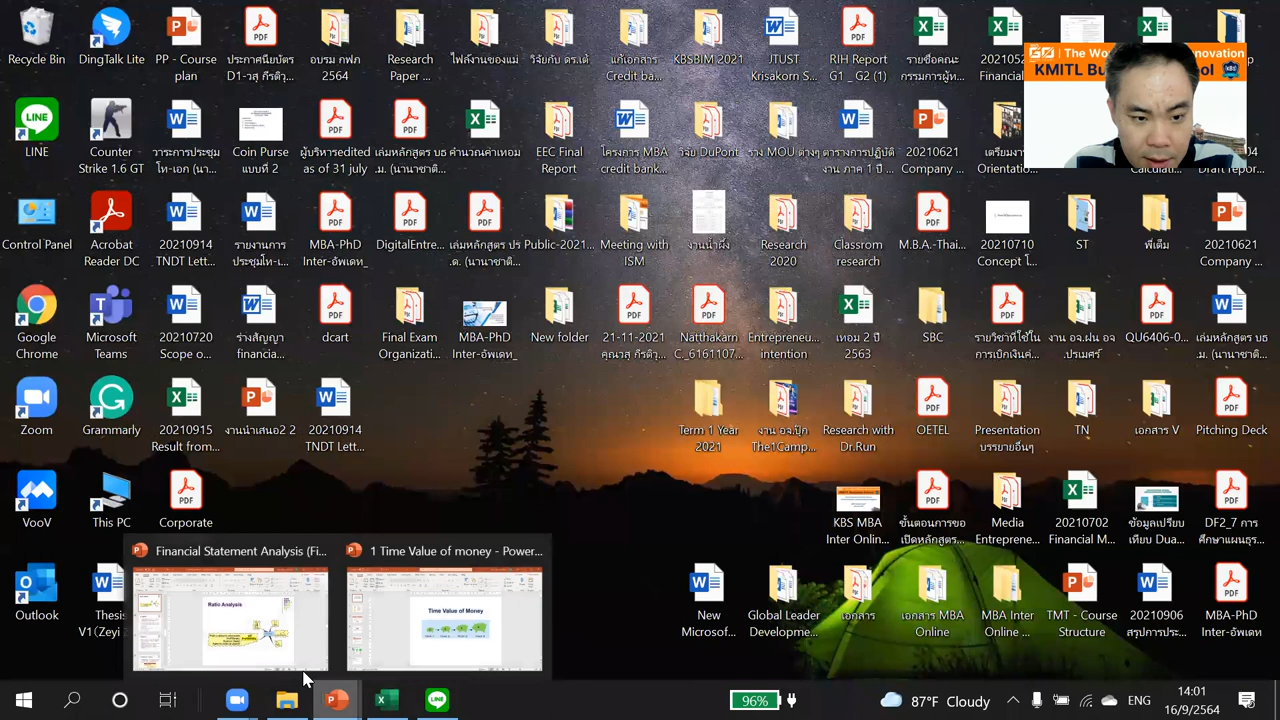 Recycle Bin
DingTalk Lite
PP - Course plan
ประกาศนียบัตร D1 -วสุ กีรติวุ...
2564
Research Paper ...
ไฟล์งานของแม่
วิจัยกับ ดร.เต้...
Credit ba...
KBSBIM 2021
JTUST Krisakorn S...
RIH Report G1 _ G2 (1)
รายชื่อคณะกรรมการผู้ท...
Financial
The Wo
novation
KMITL Bu
ool
LINE
Counter Strike 1.6 GT
วาระการประชุม โท-เอก (นา...
Coin Purse แบบที่ 2
ผู้บริหารedited as of 31 july
เล่มหลักสูตร บธ.ม. (นานาชาติ...
คำนวณค่าเทอม
EEC Final Report
โครงการ MBA credit bank...
วิจัย DuPont
ร่าง MOU ต่างๆ
ตารางการปฏิบัติงาน ภาค 1 ปี ...
20210621 Company ...
เตรียมงาน Orientatio...
Calculati...
Draft repor...
Control Panel
Acrobat Reader DC
20210914 TNDT Lett...
รายงานการประชุมโท-เ...
MBA-PhD Inter-อัพเดท_
DigitalEntre...
เล่มหลักสูตร ปร.ด. (นานาชาติ...
Public-2021...
Meeting with ISM
งานน้ำผึ้ง
Research 2020
Classrom research
M.B.A.-Thai...
20210710 Concept โ...
ST
พี่เต็ม
20210621 Company ...
Google Chrome
Microsoft Teams
20210720 Scope o...
ร่างสัญญา financia...
dcart
Final Exam Organizati...
MBA-PhD Inter-อัพเดท_
New folder
21-11-2021 คุณวสุ กีรติวุ...
Natthakarn C._6161107...
Entrepreneu... intention
เทอม 2 ปี 2563
SBC
รายวิชาที่ใช้ในการเบิกเงินค่...
งาน อจ.ฝน อจ.ปรเมศร์
QU6406-0...
เล่มหลักสูตร บธ.ม. (นานาชาติ...
Zoom
Grammarly
20210915 Result from...
งานนำเสนอ2 2
20210914 TNDT Lett...
Term 1 Year 2021
งาน อจ.ปุ๊ก The1Camp...
Research with Dr.Run
OETEL
Presentation บรรยายอื่นๆ
TN
เอกสาร V
Pitching Deck
VooV
This PC
Corporate
KBS MBA Inter Onlin...
ขั้นตอนการขอเปิดหลักสูตร...
Media Entreprene...
20210702 Financial M...
ข้อมูลเปรียบเทียบ Dua...
DF2_7 การศึกษาแผนธุร...
Financial Statement Analysis (Fi...
1 Time Value of money - Power...
Ratio Analysis
Time Value of Money
Outlook
Thesis V1 (Zeyi
New Microsof...
Global Leader Developme...
เอกสาร
เอกสาร MBA Online
MBA Inter Online ...
TMT - Course Structure
20210906 สรุปการประ...
MBA-PhD Inter-อัพเดท
96%
87°F Cloudy
ENG
14:01
16/9/2564